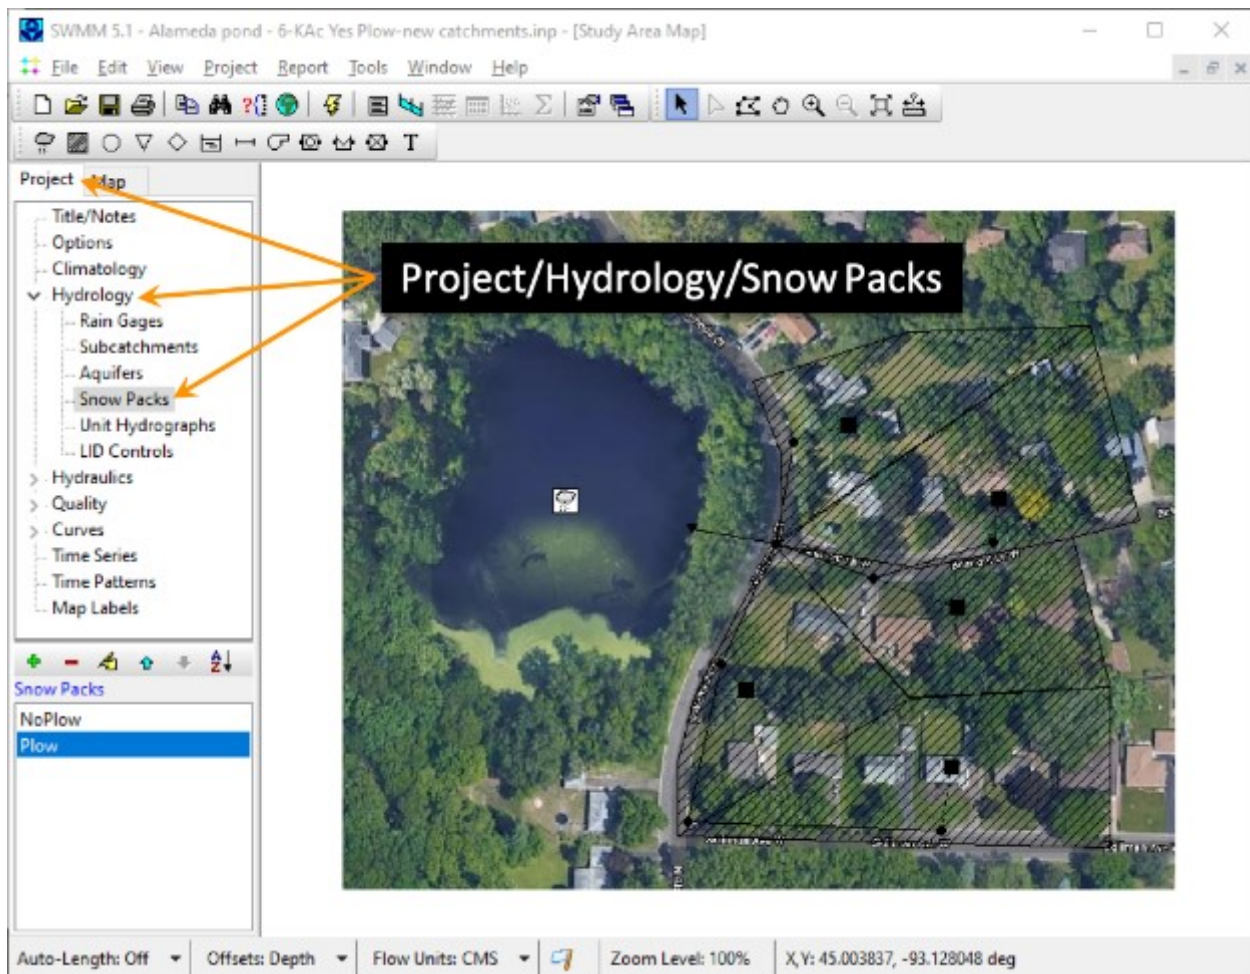 SWMM 5.1 - Alameda pond - 6-KAc Yes Plow-new catchments.inp - [Study Area Map]
File Edit View Project Report Tools Window Help
T
Project Map
Title/Notes
Options
Climatology
Hydrology
Rain Gages
Subcatchments
Aquifers
Snow Packs
Unit Hydrographs
LID Controls
Hydraulics
Quality
Curves
Time Series
Time Patterns
Map Labels
Project/Hydrology/Snow Packs
Snow Packs
NoPlow
Plow
Auto-Length: Off Offsets: Depth Flow Units: CMS Zoom Level: 100% X,Y: 45.003837, -93.128048 deg